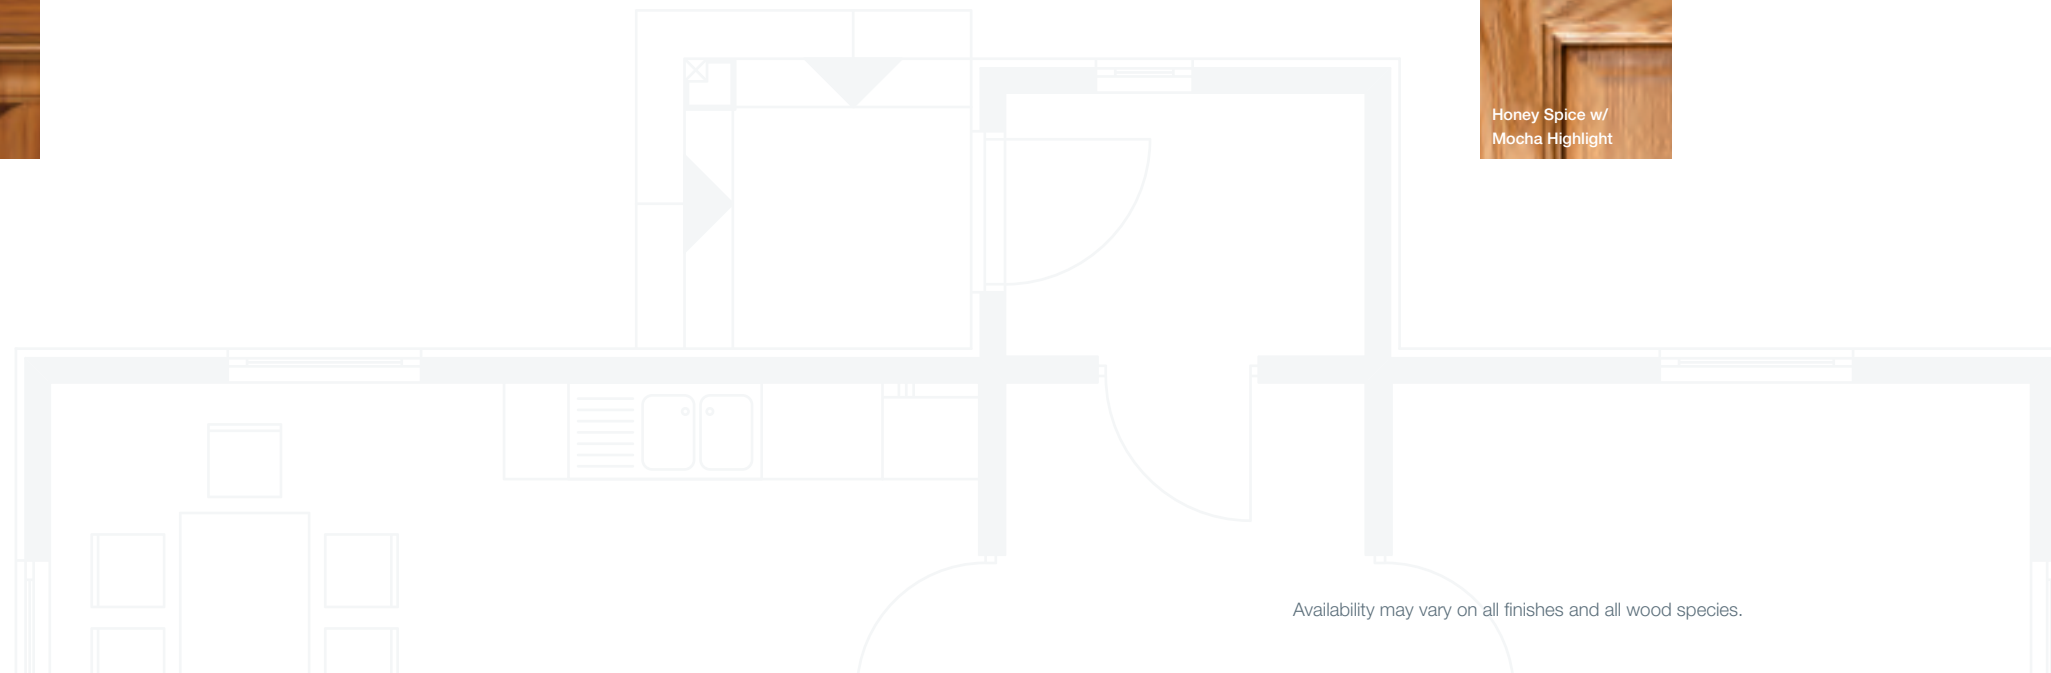 Honey Spice w/
Mocha Highlight
Availability may vary on all finishes and all wood species.